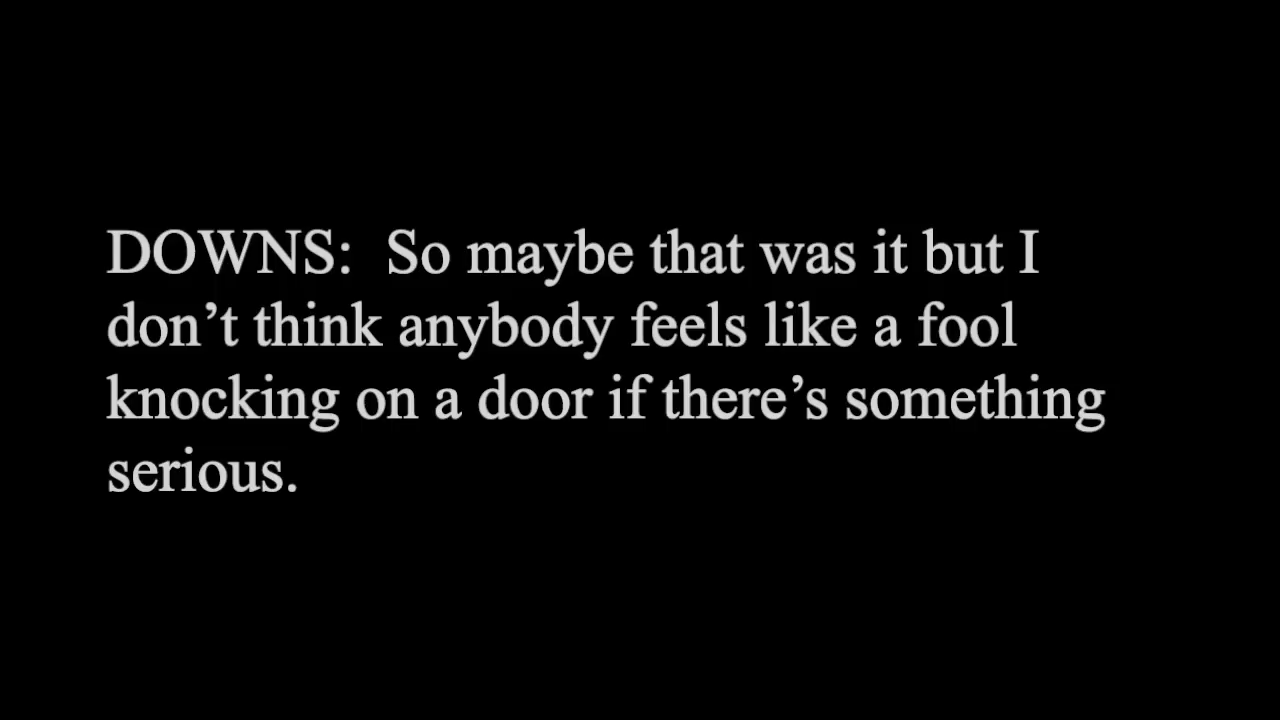 DOWNS:  So maybe that was it but I
don’t think anybody feels like a fool
knocking on a door if there’s something
serious.